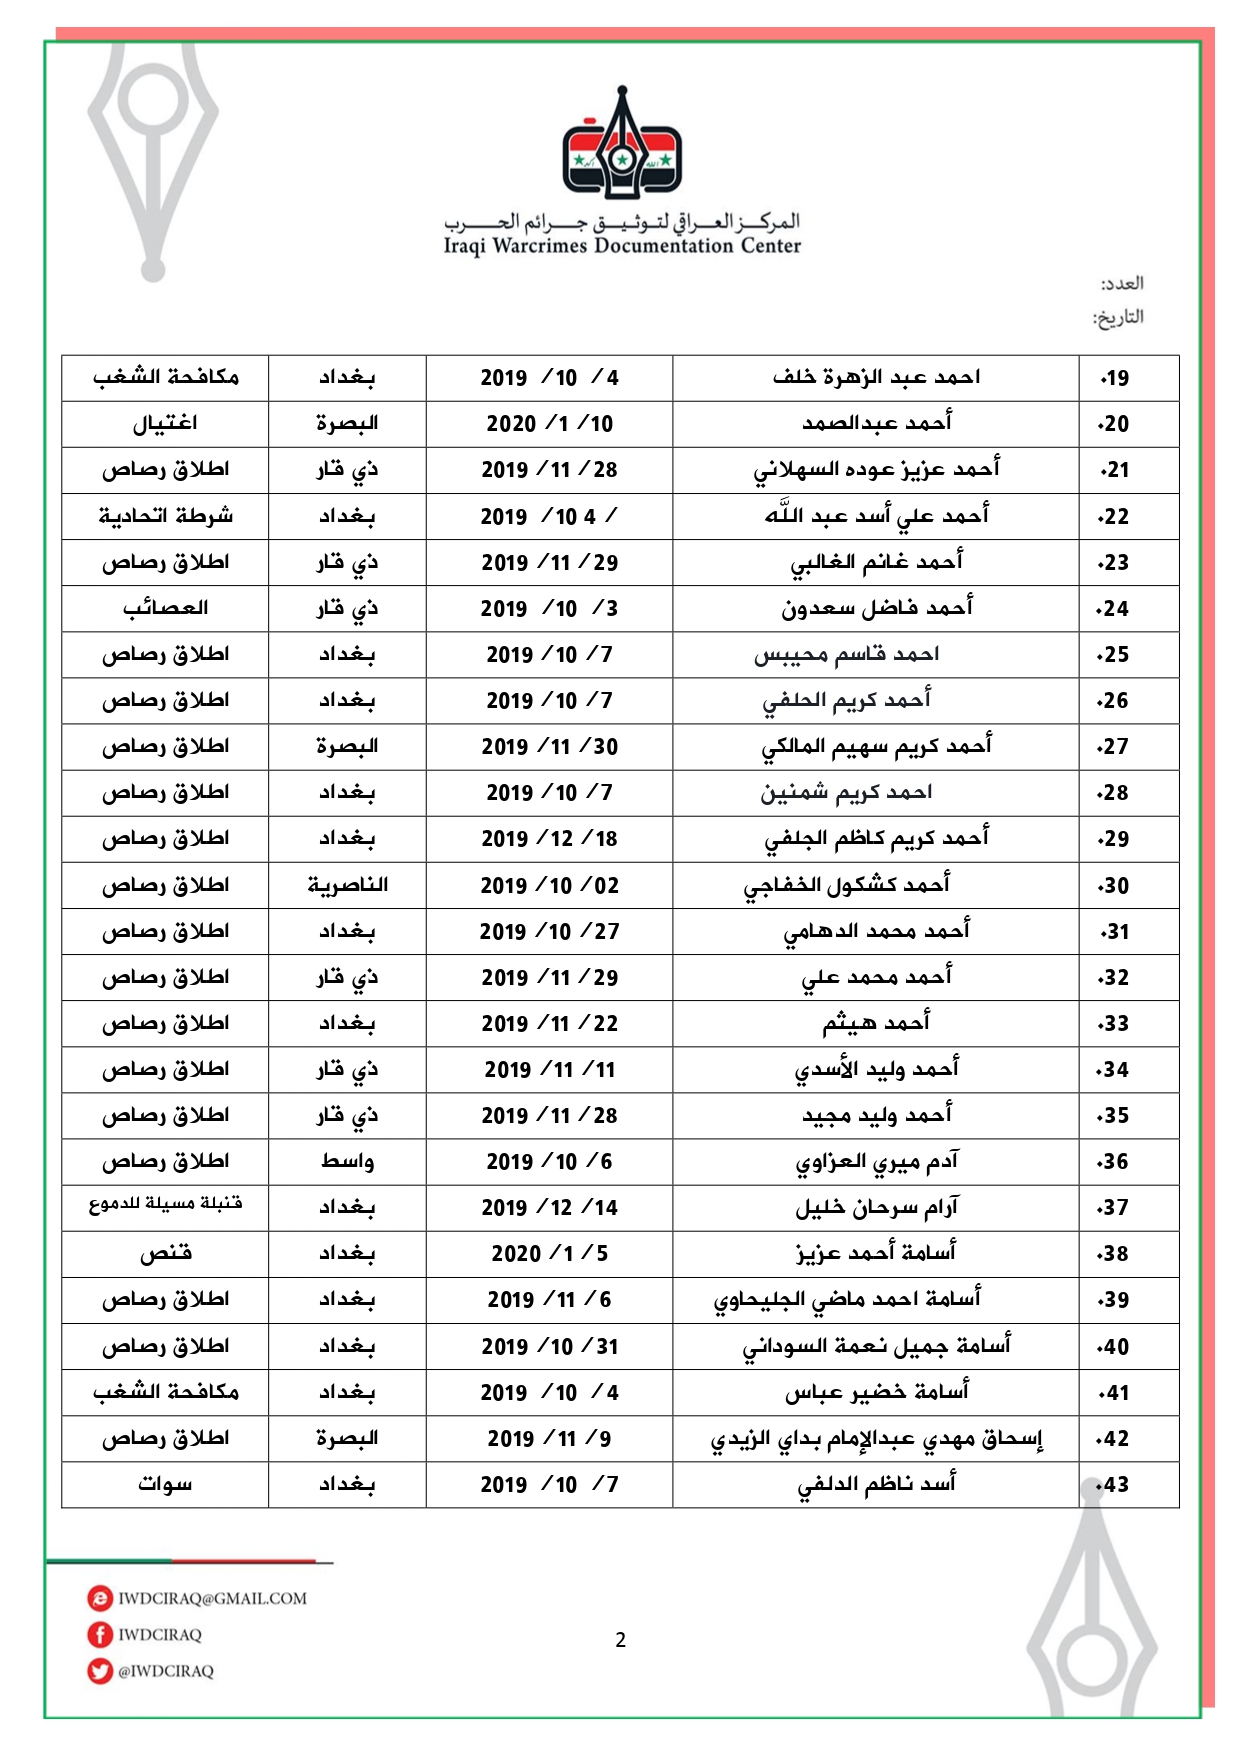 المركز العراقي لتوثيق جرائم الحرب
Iraqi Warcrimes Documentation Center
العدد:
التاريخ:
19. احمد عبد الزهرة خلف 4 / 10 / 2019 بغداد مكافحة الشغب
20. أحمد عبدالصمد 10/ 1/ 2020 البصرة اغتيال
21. أحمد عزيز عوده السهلاني 28 / 11/ 2019 ذي قار اطلاق رصاص
22. أحمد علي أسد عبد الله / 4 10/ 2019 بغداد شرطة اتحادية
23. أحمد غانم الغالبي 29 / 11/ 2019 ذي قار اطلاق رصاص
24. أحمد فاضل سعدون 3/ 10/ 2019 ذي قار العصائب
25. احمد قاسم محيبس 7/ 10/ 2019 بغداد اطلاق رصاص
26. أحمد كريم الحلفي 7/ 10/ 2019 بغداد اطلاق رصاص
27. أحمد كريم سهيم المالكي 30 / 11/ 2019 البصرة اطلاق رصاص
28. احمد كريم شمنين 7/ 10/ 2019 بغداد اطلاق رصاص
29. أحمد كريم كاظم الجلفي 18/ 12/ 2019 بغداد اطلاق رصاص
30. أحمد كشكول الخفاجي 02/ 10/ 2019 الناصرية اطلاق رصاص
31. أحمد محمد الدهامي 27/ 10/ 2019 بغداد اطلاق رصاص
32. أحمد محمد علي 29 / 11/ 2019 ذي قار اطلاق رصاص
33. أحمد هيثم 22 / 11/ 2019 بغداد اطلاق رصاص
34. أحمد وليد الأسدي 11/ 11/ 2019 ذي قار اطلاق رصاص
35. أحمد وليد مجيد 28 / 11/ 2019 ذي قار اطلاق رصاص
36. آدم ميري العزاوي 6 / 10/ 2019 واسط اطلاق رصاص
37. آرام سرحان خليل 14/ 12/ 2019 بغداد قنبلة مسيلة للدموع
38. أسامة أحمد عزيز 5 / 1/ 2020 بغداد قنص
39. أسامة احمد ماضي الجليحاوي 6 / 11/ 2019 بغداد اطلاق رصاص
40. أسامة جميل نعمة السوداني 31/ 10/ 2019 بغداد اطلاق رصاص
41. أسامة خضير عباس 4 / 10/ 2019 بغداد مكافحة الشغب
42. إسحاق مهدي عبدالإمام بداي الزيدي 9 / 11/ 2019 البصرة اطلاق رصاص
43. أسد ناظم الدلفي 7/ 10/ 2019 بغداد سوات
IWDCIRAQ@GMAIL.COM
IWDCIRAQ
@IWDCIRAQ
2